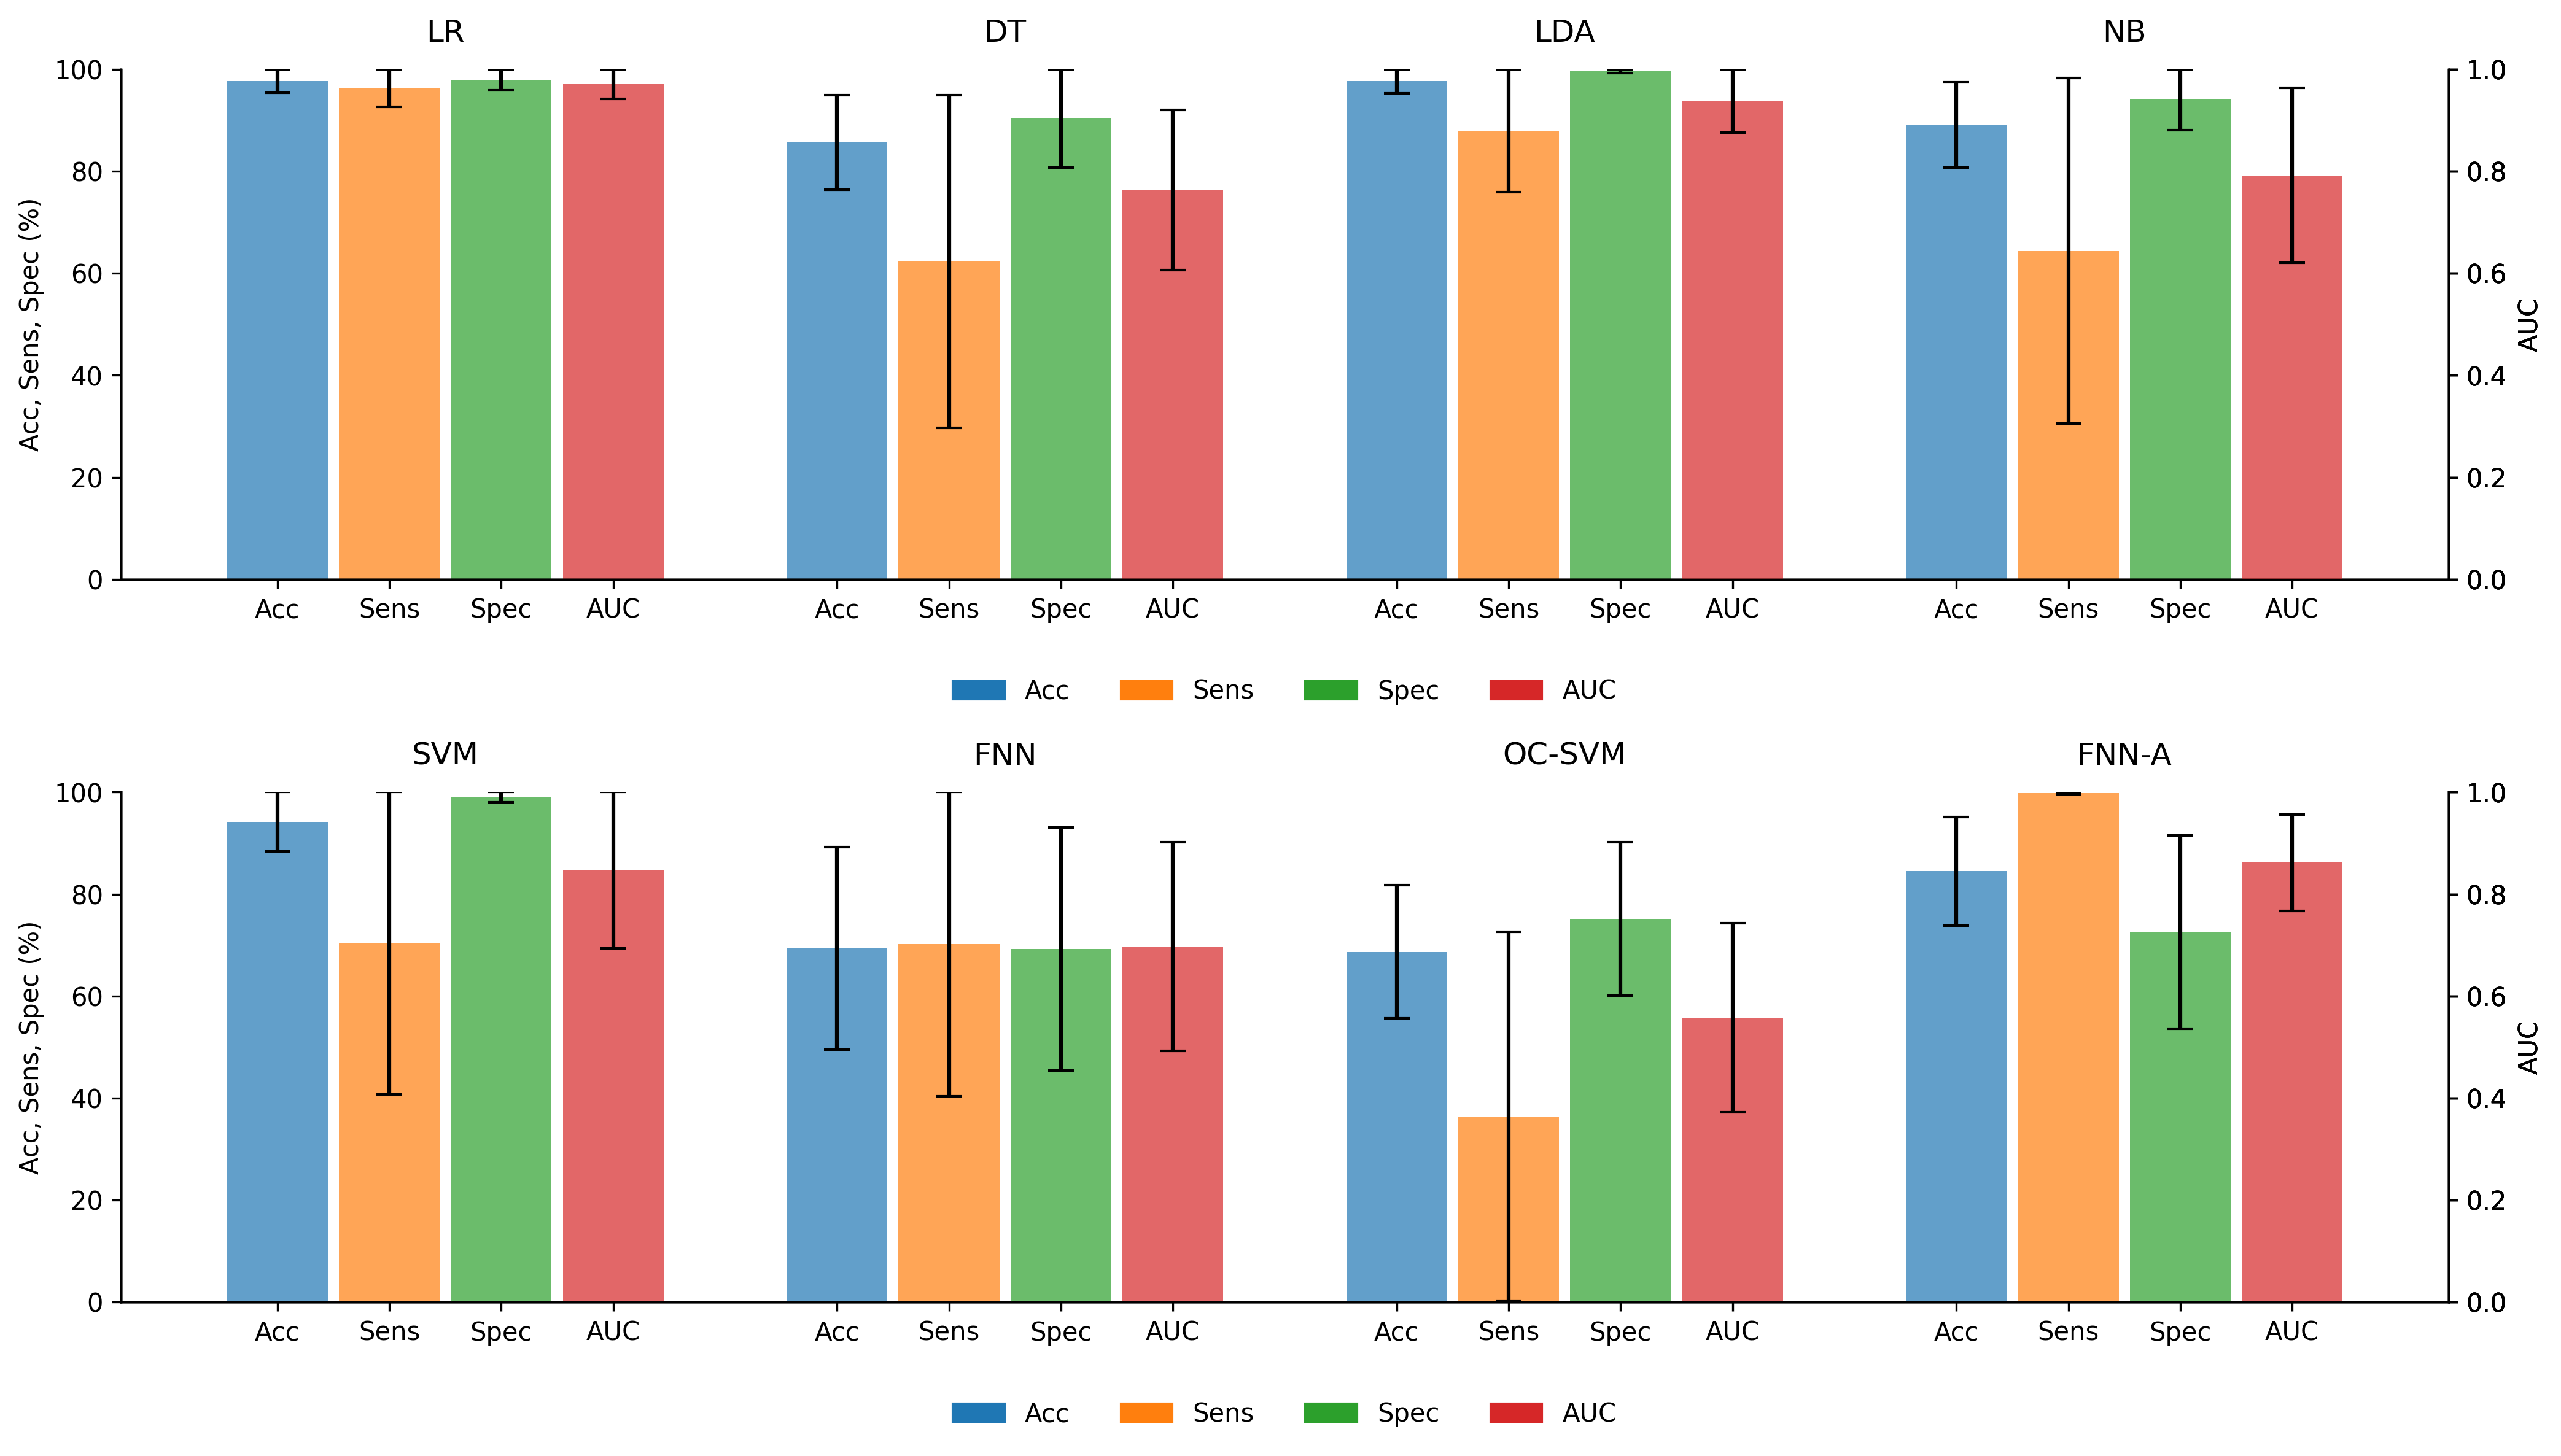 LR DT LDA NB
100 1.0
80 0.8
60 0.6
40 0.4
20 0.2
0 0.0
Acc, Sens, Spec (%)
AUC
Acc Sens Spec AUC Acc Sens Spec AUC Acc Sens Spec AUC Acc Sens Spec AUC
Acc Sens Spec AUC
SVM FNN OC-SVM FNN-A
100 1.0
80 0.8
60 0.6
40 0.4
20 0.2
0 0.0
Acc, Sens, Spec (%)
AUC
Acc Sens Spec AUC Acc Sens Spec AUC Acc Sens Spec AUC Acc Sens Spec AUC
Acc Sens Spec AUC